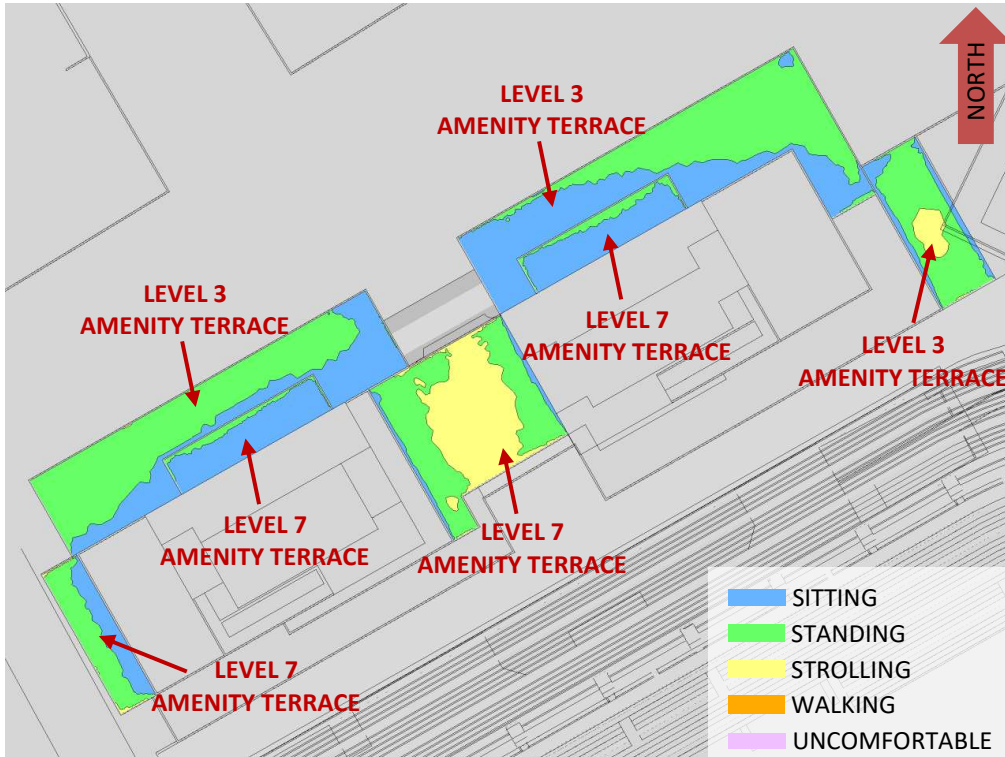 NORTH
LEVEL 3
AMENITY TERRACE
LEVEL 3
AMENITY TERRACE
LEVEL 7
AMENITY TERRACE
LEVEL 3
AMENITY TERRACE
LEVEL 7
AMENITY TERRACE
LEVEL 7
AMENITY TERRACE
LEVEL 7
AMENITY TERRACE
SITTING
STANDING
STROLLING
WALKING
UNCOMFORTABLE